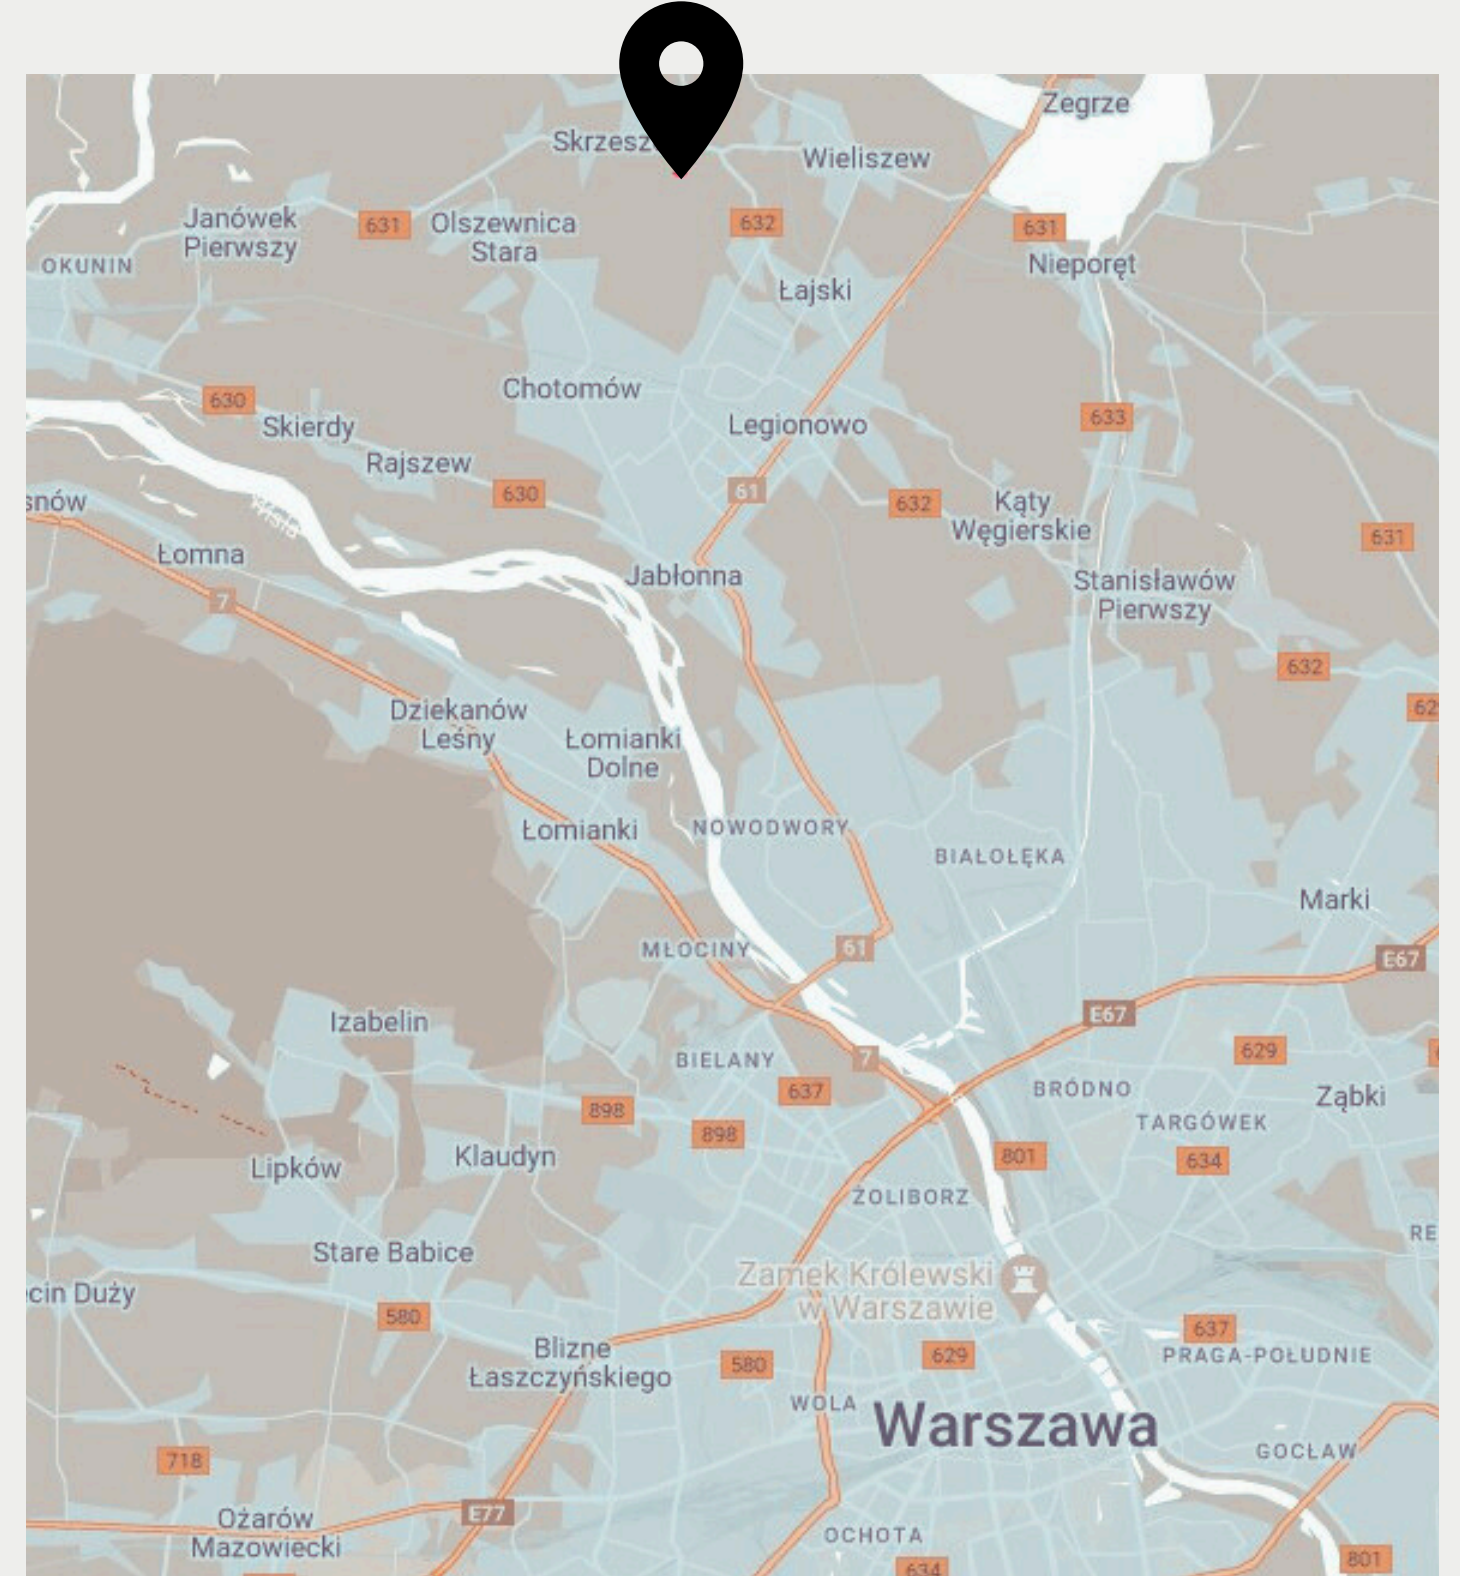 Zegrze
Skrzesz
Wieliszew
Janówek
Pierwszy
631
Olszewnica
Stara
632
631
OKUNIN
Nieporęt
Łajski
Chotomów
630
Skierdy
Legionowo
633
Rajszew
630
61
632
Kąty
Węgierskie
snów
Wisła
631
Łomna
Jabłonna
Stanisławów
Pierwszy
7
632
Dziekanów
Leśny
Łomianki
Dolne
62
Łomianki
NOWODWORY
BIAŁOŁĘKA
Marki
MŁOCINY
61
E67
Izabelin
E67
BIELANY
7
629
637
BRÓDNO
Ząbki
898
898
TARGÓWEK
Lipków
Klaudyn
801
634
ŻOLIBORZ
Stare Babice
RE
Zamek Królewski
w Warszawie
cin Duży
580
637
Blizne
Łaszczyńskiego
580
629
PRAGA-POŁUDNIE
WOLA
Warszawa
718
GOCŁAW
Ożarów
Mazowiecki
E77
OCHOTA
634
801